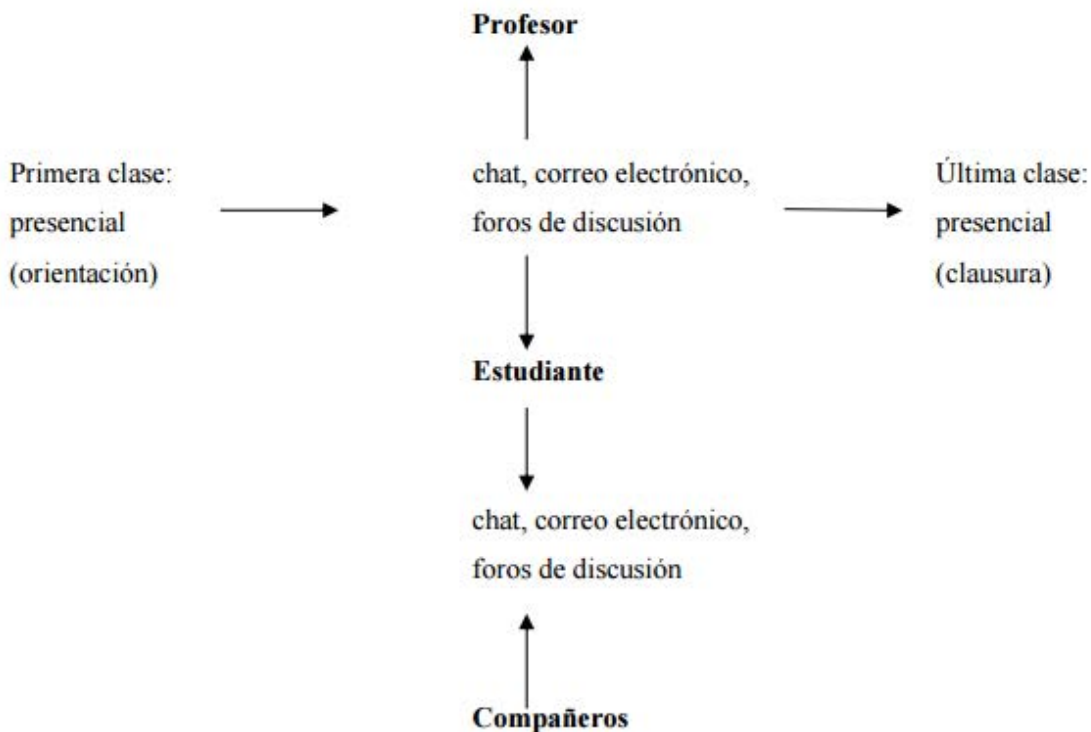 Profesor
Primera clase:
presencial
(orientación)
chat, correo electrónico,
foros de discusión
Última clase:
presencial
(clausura)
Estudiante
chat, correo electrónico,
foros de discusión
Compañeros